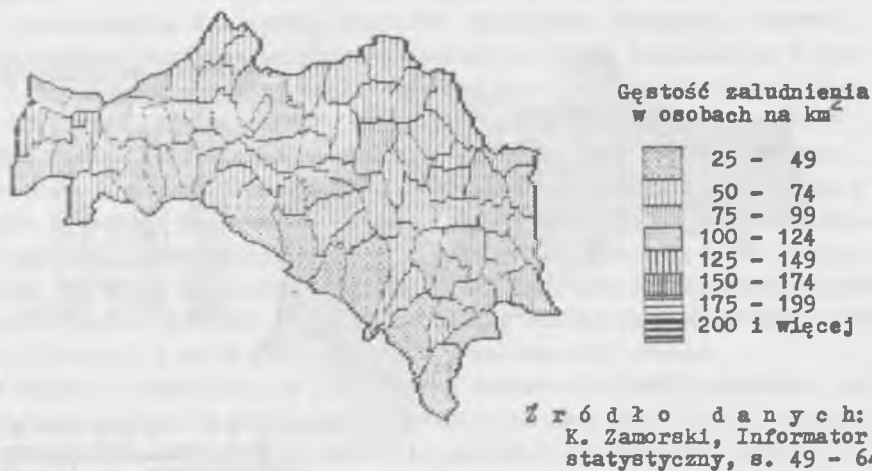 Gęstość zaludnienia
w osobach na km²
25 - 49
50 - 74
75 - 99
100 - 124
125 - 149
150 - 174
175 - 199
200 i więcej
Źródło danych:
K. Zamorski, Informator
statystyczny, s. 49 - 64